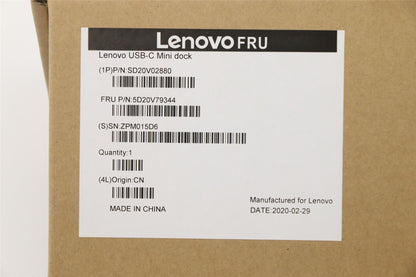 Lenovo FRU
Lenovo USB-C Mini dock
(1P)P/N:SD20V02880
FRU P/N:5D20V79344
(S)SN:ZPM015D6
Quantity:1
(4L)Origin:CN
MADE IN CHINA
Manufactured for Lenovo
DATE:2020-02-29